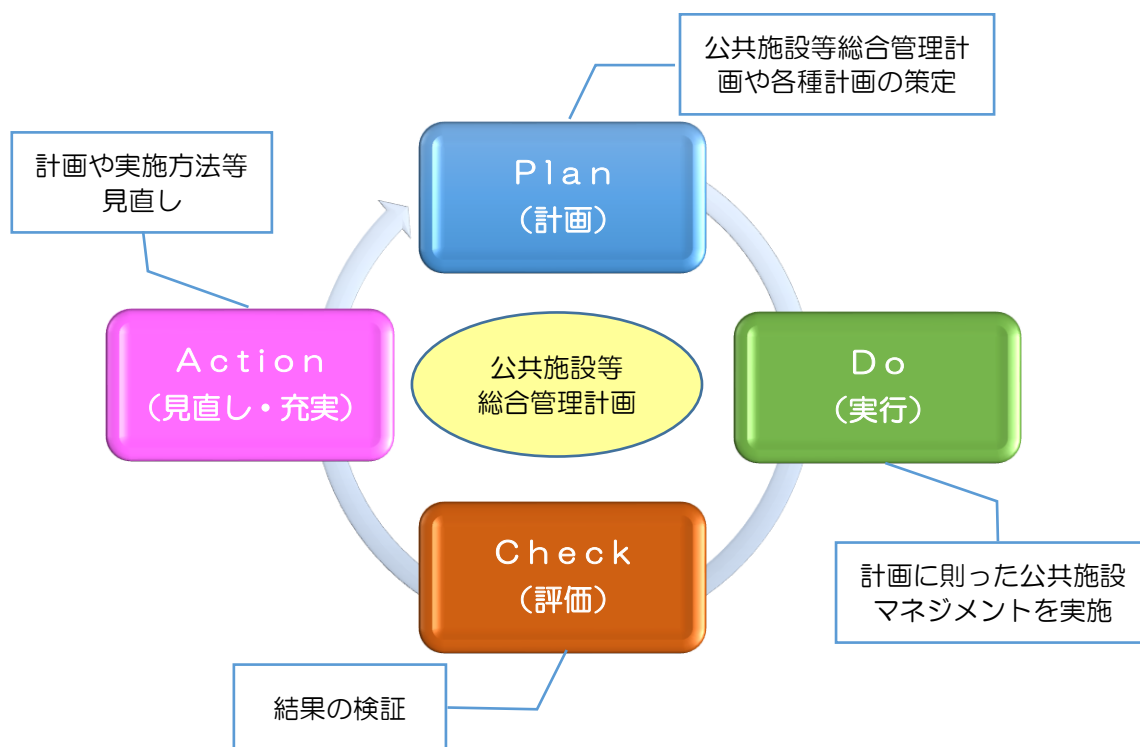 公共施設等総合管理計
画や各種計画の策定
Plan
(計画)
計画や実施方法等
見直し
Action
(見直し・充実)
公共施設等
総合管理計画
Do
(実行)
計画に則った公共施設
マネジメントを実施
Check
(評価)
結果の検証